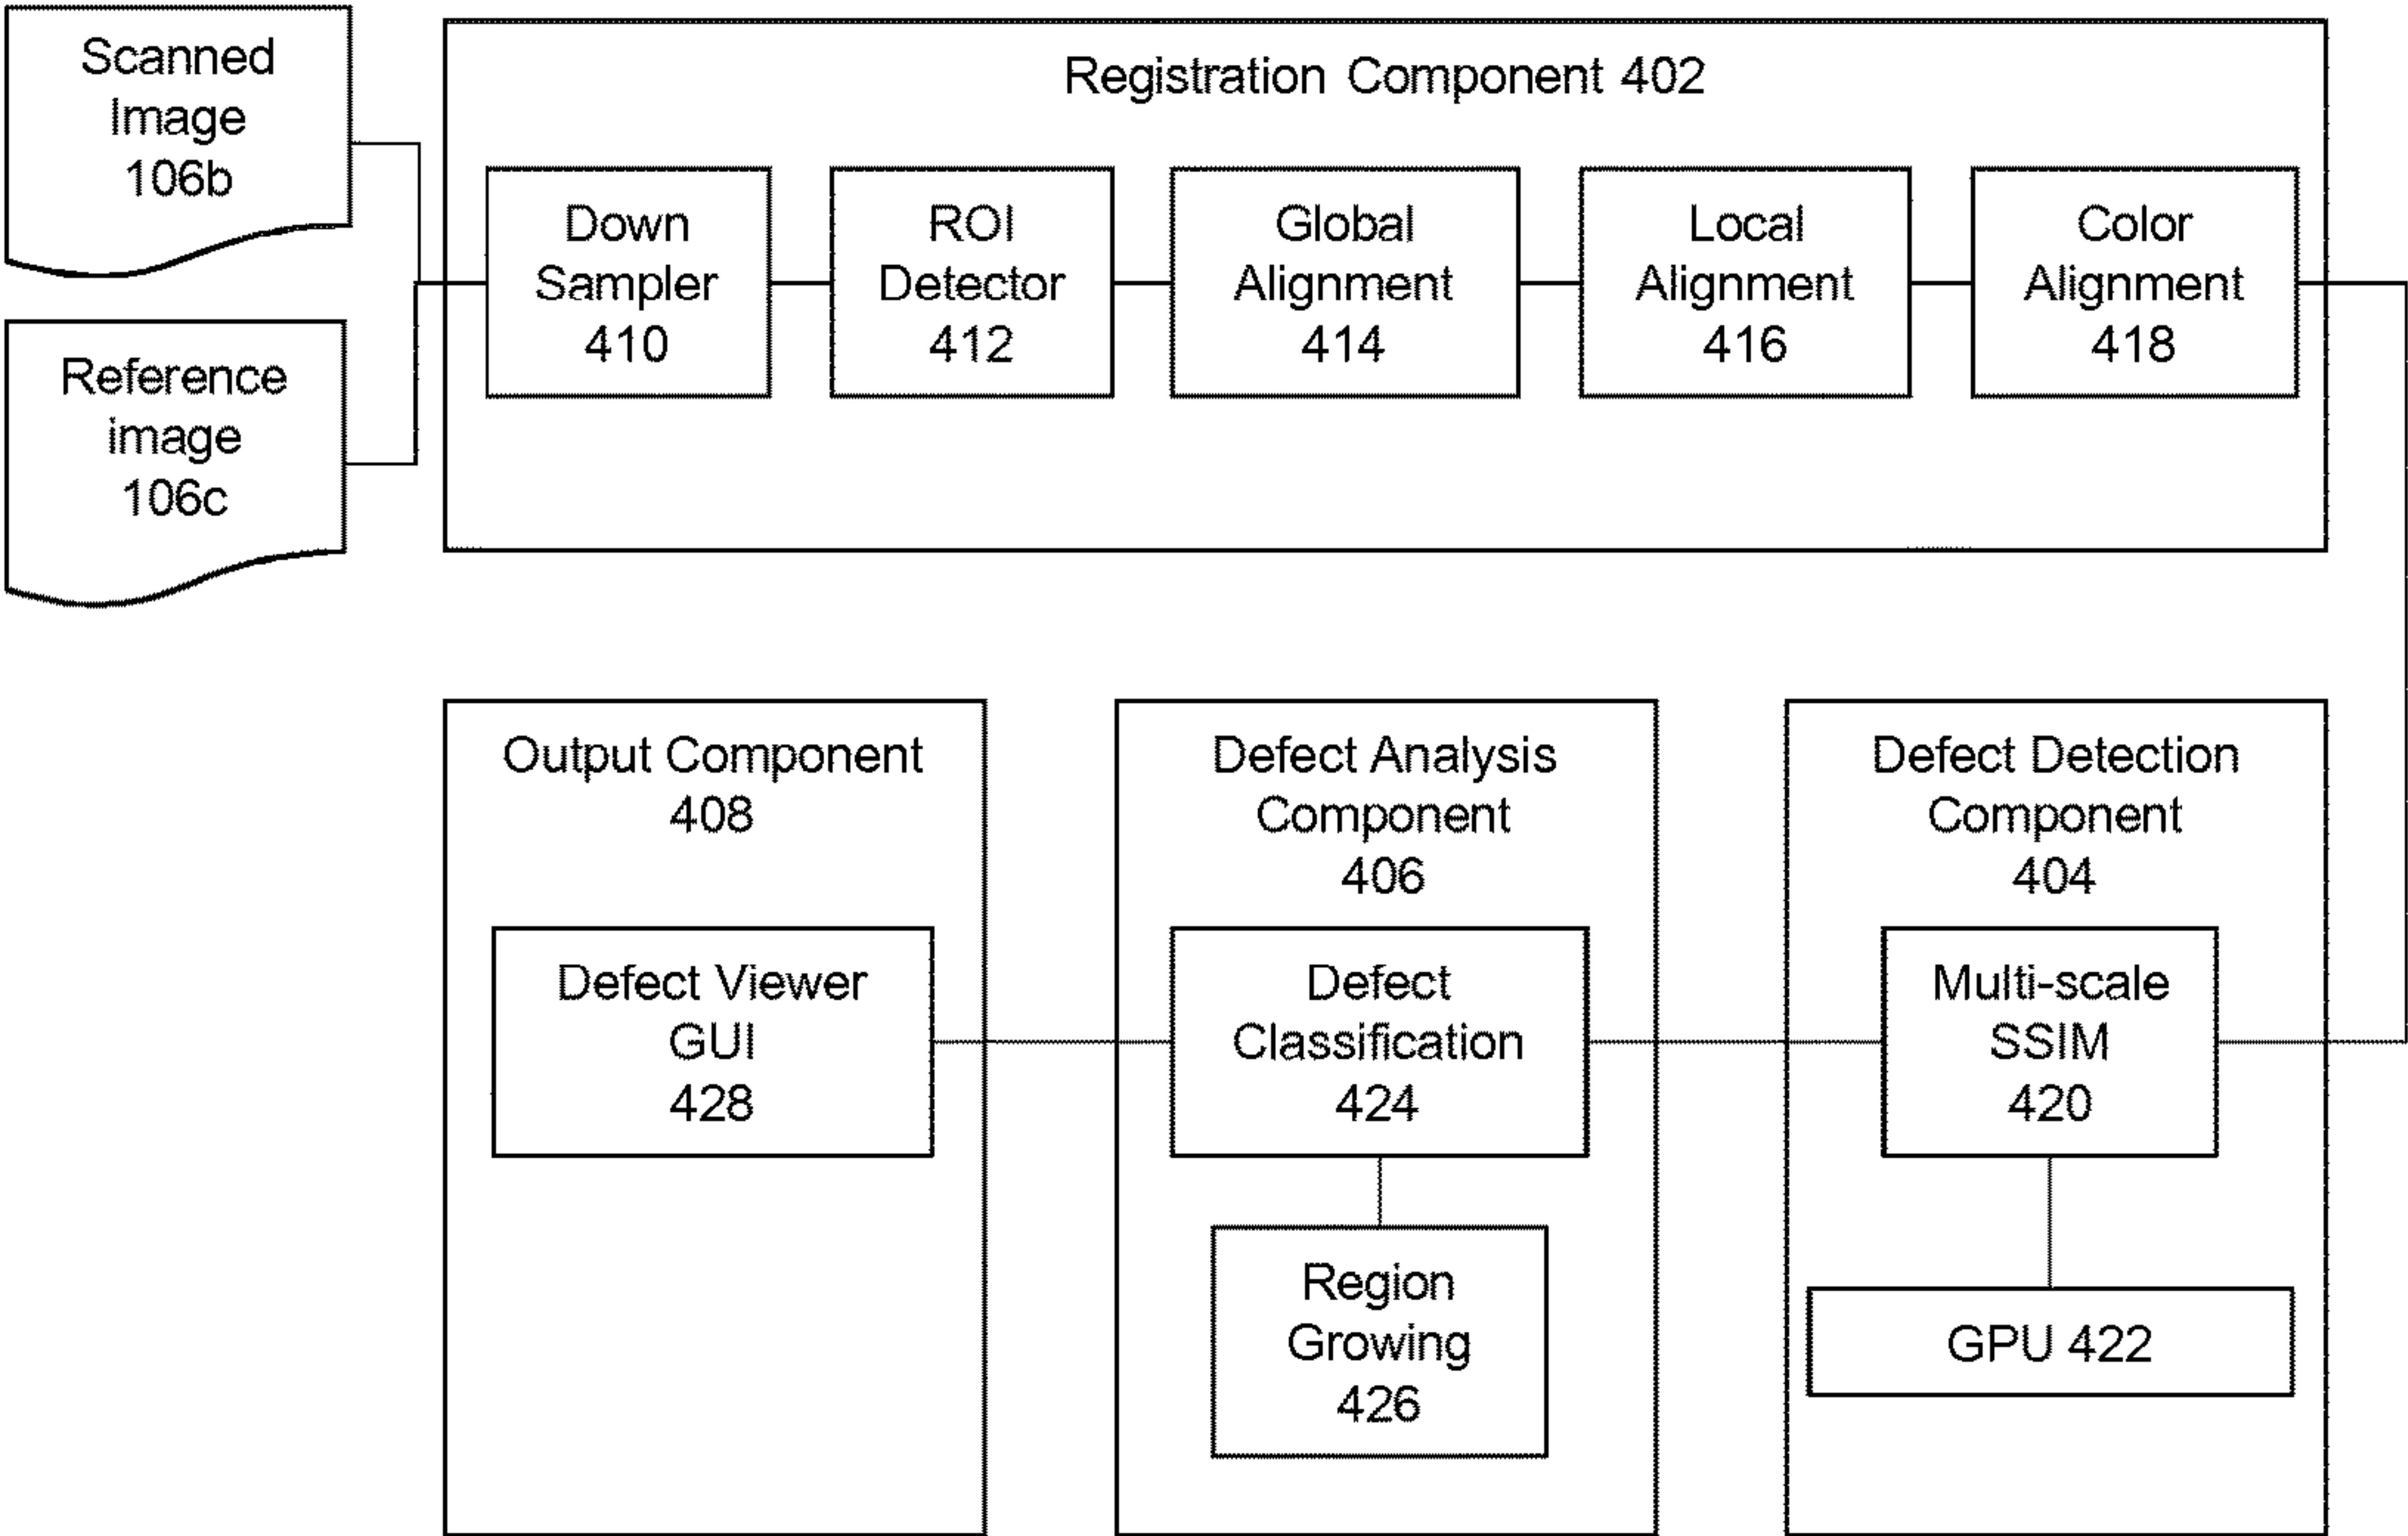 Scanned
Image
106b
Reference
image
106c
Registration Component 402
Down
Sampler
410
ROI
Detector
412
Global
Alignment
414
Local
Alignment
416
Color
Alignment
418
Output Component
408
Defect Viewer
GUI
428
Defect Analysis
Component
406
Defect
Classification
424
Region
Growing
426
Defect Detection
Component
404
Multi-scale
SSIM
420
GPU 422